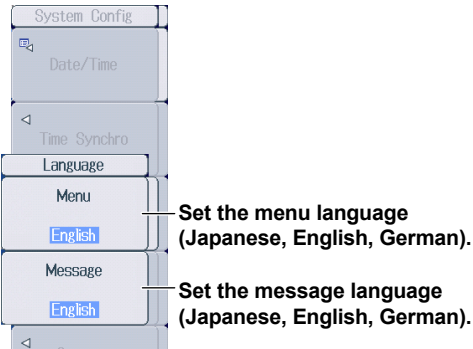 System Config
Date/Time
Time Synchro
Language
Menu
English
Set the menu language
(Japanese, English, German).
Message
English
Set the message language
(Japanese, English, German).